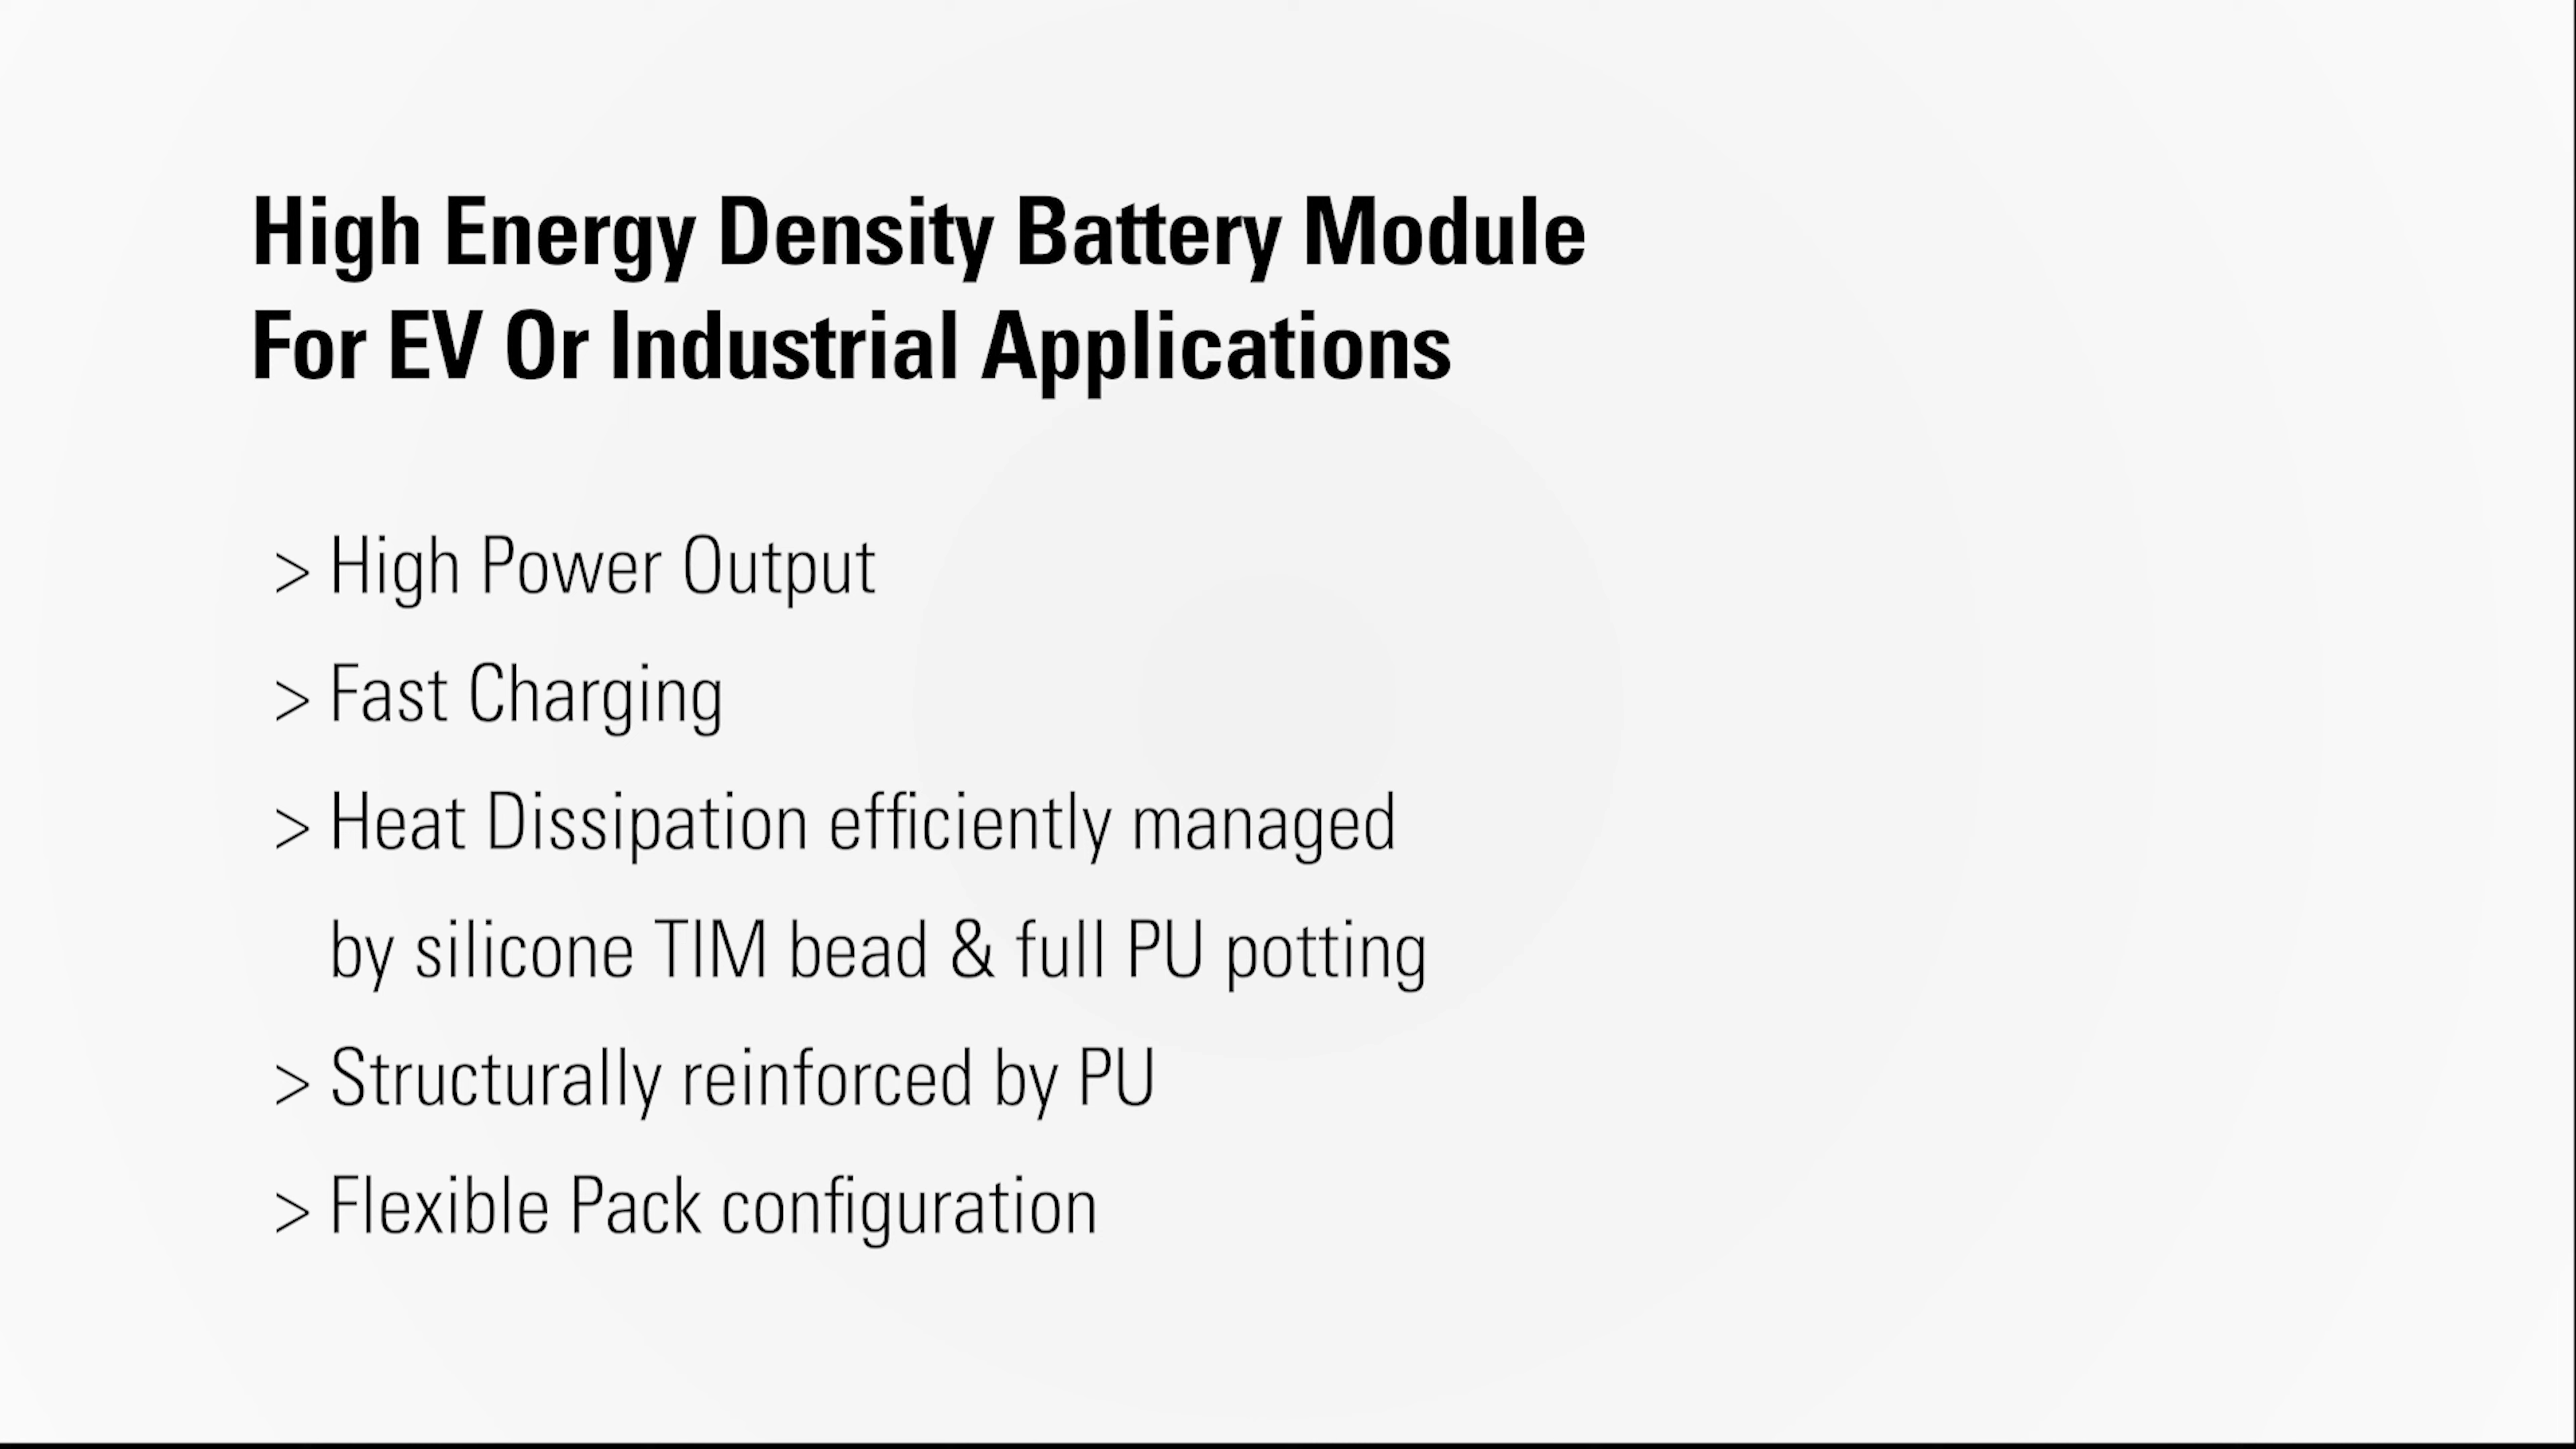 High Energy Density Battery Module
For EV Or Industrial Applications
> High Power Output
> Fast Charging
> Heat Dissipation efficiently managed
by silicone TIM bead & full PU potting
> Structurally reinforced by PU
> Flexible Pack configuration